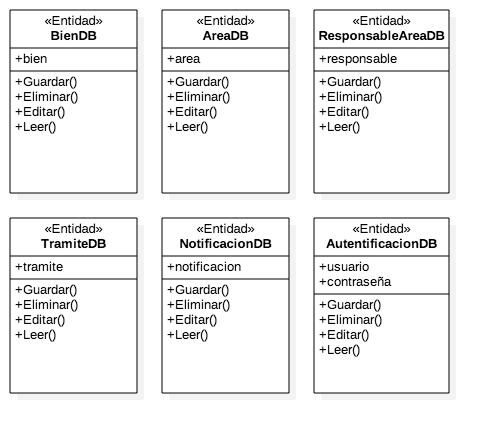 «Entidad»
BienDB
+bien
+Guardar()
+Eliminar()
+Editar()
+Leer()
«Entidad»
AreaDB
+area
+Guardar()
+Eliminar()
+Editar()
+Leer()
«Entidad»
ResponsableAreaDB
+responsable
+Guardar()
+Eliminar()
+Editar()
+Leer()
«Entidad»
TramiteDB
+tramite
+Guardar()
+Eliminar()
+Editar()
+Leer()
«Entidad»
NotificacionDB
+notificacion
+Guardar()
+Eliminar()
+Editar()
+Leer()
«Entidad»
AutentificacionDB
+usuario
+contraseña
+Guardar()
+Eliminar()
+Editar()
+Leer()